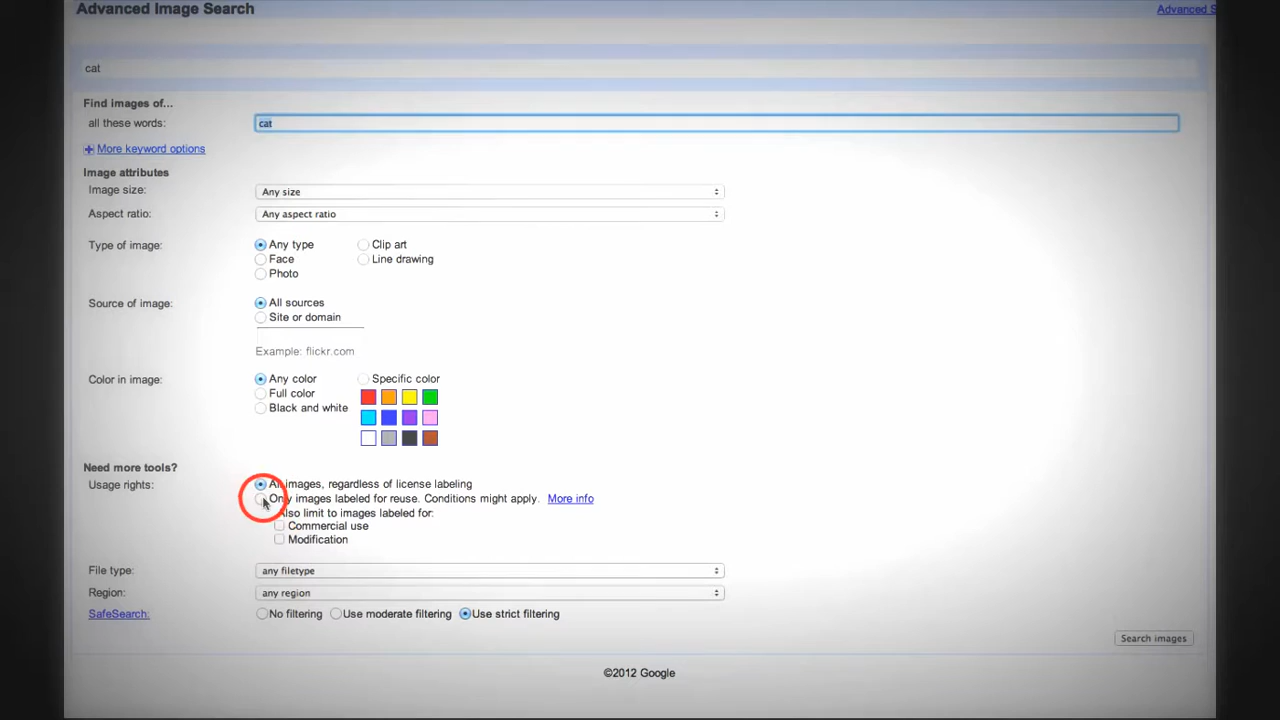 Advanced Image Search
Advanced S
cat
Find images of...
all these words: cat
More keyword options
Image attributes
Image size: Any size
Aspect ratio: Any aspect ratio
Type of image: Any type Clip art
Face Line drawing
Photo
Source of image: All sources
Site or domain
Example: flickr.com
Color in image: Any color Specific color
Full color
Black and white
Need more tools?
Usage rights: All images, regardless of license labeling
Only images labeled for reuse. Conditions might apply. More info
Also limit to images labeled for:
Commercial use
Modification
File type: any filetype
Region: any region
SafeSearch: No filtering Use moderate filtering Use strict filtering
Search images
©2012 Google